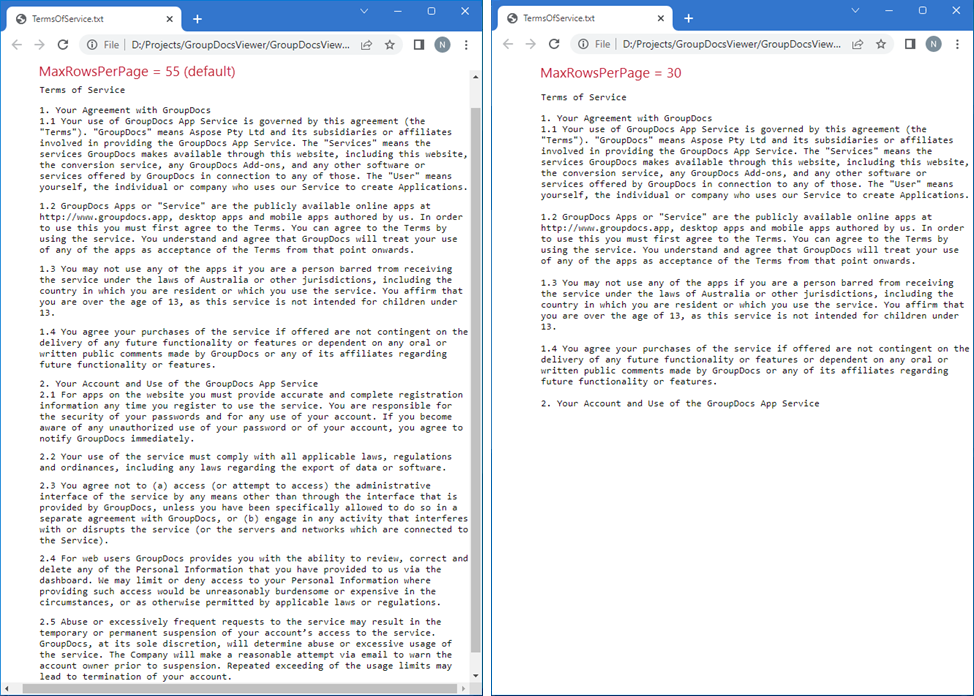 TermsOfService.txt
File
D:/Projects/GroupDocsViewer/GroupDocsView...
N
MaxRowsPerPage = 55 (default)
Terms of Service
1. Your Agreement with GroupDocs
1.1 Your use of GroupDocs App Service is governed by this agreement (the
"Terms"). "GroupDocs" means Aspose Pty Ltd and its subsidiaries or affiliates
involved in providing the GroupDocs App Service. The "Services" means the
services GroupDocs makes available through this website, including this website,
the conversion service, any GroupDocs Add-ons, and any other software or
services offered by GroupDocs in connection to any of those. The "User" means
yourself, the individual or company who uses our Service to create Applications.
1.2 GroupDocs Apps or "Service" are the publicly available online apps at
http://www.groupdocs.app, desktop apps and mobile apps authored by us. In order
to use this you must first agree to the Terms. You can agree to the Terms by
using the service. You understand and agree that GroupDocs will treat your use
of any of the apps as acceptance of the Terms from that point onwards.
1.3 You may not use any of the apps if you are a person barred from receiving
the service under the laws of Australia or other jurisdictions, including the
country in which you are resident or which you use the service. You affirm that
you are over the age of 13, as this service is not intended for children under
13.
1.4 You agree your purchases of the service if offered are not contingent on the
delivery of any future functionality or features or dependent on any oral or
written public comments made by GroupDocs or any of its affiliates regarding
future functionality or features.
2. Your Account and Use of the GroupDocs App Service
2.1 For apps on the website you must provide accurate and complete registration
information any time you register to use the service. You are responsible for
the security of your passwords and for any use of your account. If you become
aware of any unauthorized use of your password or of your account, you agree to
notify GroupDocs immediately.
2.2 Your use of the service must comply with all applicable laws, regulations
and ordinances, including any laws regarding the export of data or software.
2.3 You agree not to (a) access (or attempt to access) the administrative
interface of the service by any means other than through the interface that is
provided by GroupDocs, unless you have been specifically allowed to do so in a
separate agreement with GroupDocs, or (b) engage in any activity that interferes
with or disrupts the service (or the servers and networks which are connected to
the Service).
2.4 For web users GroupDocs provides you with the ability to review, correct and
delete any of the Personal Information that you have provided to us via the
dashboard. We may limit or deny access to your Personal Information where
providing such access would be unreasonably burdensome or expensive in the
circumstances, or as otherwise permitted by applicable laws or regulations.
2.5 Abuse or excessively frequent requests to the service may result in the
temporary or permanent suspension of your account's access to the service.
GroupDocs, at its sole discretion, will determine abuse or excessive usage of
the service. The Company will make a reasonable attempt via email to warn the
account owner prior to suspension. Repeated exceeding of the usage limits may
lead to termination of your account.
TermsOfService.txt
File
D:/Projects/GroupDocsViewer/GroupDocsView...
N
MaxRowsPerPage = 30
Terms of Service
1. Your Agreement with GroupDocs
1.1 Your use of GroupDocs App Service is governed by this agreement (the
"Terms"). "GroupDocs" means Aspose Pty Ltd and its subsidiaries or affiliates
involved in providing the GroupDocs App Service. The "Services" means the
services GroupDocs makes available through this website, including this website,
the conversion service, any GroupDocs Add-ons, and any other software or
services offered by GroupDocs in connection to any of those. The "User" means
yourself, the individual or company who uses our Service to create Applications.
1.2 GroupDocs Apps or "Service" are the publicly available online apps at
http://www.groupdocs.app, desktop apps and mobile apps authored by us. In order
to use this you must first agree to the Terms. You can agree to the Terms by
using the service. You understand and agree that GroupDocs will treat your use
of any of the apps as acceptance of the Terms from that point onwards.
1.3 You may not use any of the apps if you are a person barred from receiving
the service under the laws of Australia or other jurisdictions, including the
country in which you are resident or which you use the service. You affirm that
you are over the age of 13, as this service is not intended for children under
13.
1.4 You agree your purchases of the service if offered are not contingent on the
delivery of any future functionality or features or dependent on any oral or
written public comments made by GroupDocs or any of its affiliates regarding
future functionality or features.
2. Your Account and Use of the GroupDocs App Service